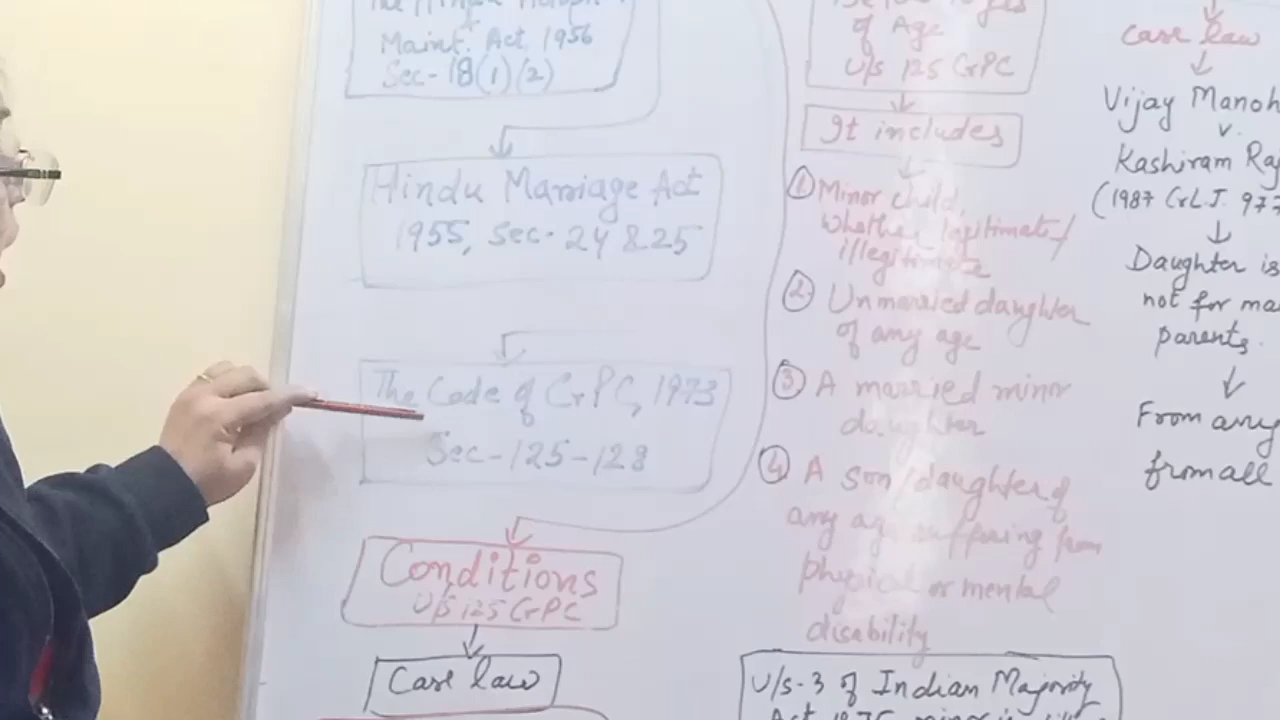 The Hindu
Maint. Act, 1956
Sec- 18(1)(2)
Hindu Marriage Act
1955, Sec- 24 & 25
The Code of CrPC, 1973
Sec-125-128
Conditions
U/S 125 CrPC
Case law
of Age
U/s 125 CrPC
It includes
① Minor child,
whether legitimate/
illegitimate
② Unmarried daughter
of any age
③ A married minor
daughter
④ A son/daughter of
any age suffering from
physical or mental
disability
U/s-3 of Indian Majority
Case law
Vijay Manoh
v.
Kashiram Raj
(1987 CrLJ. 977
Daughter is
not for ma
parents.
From any
from all